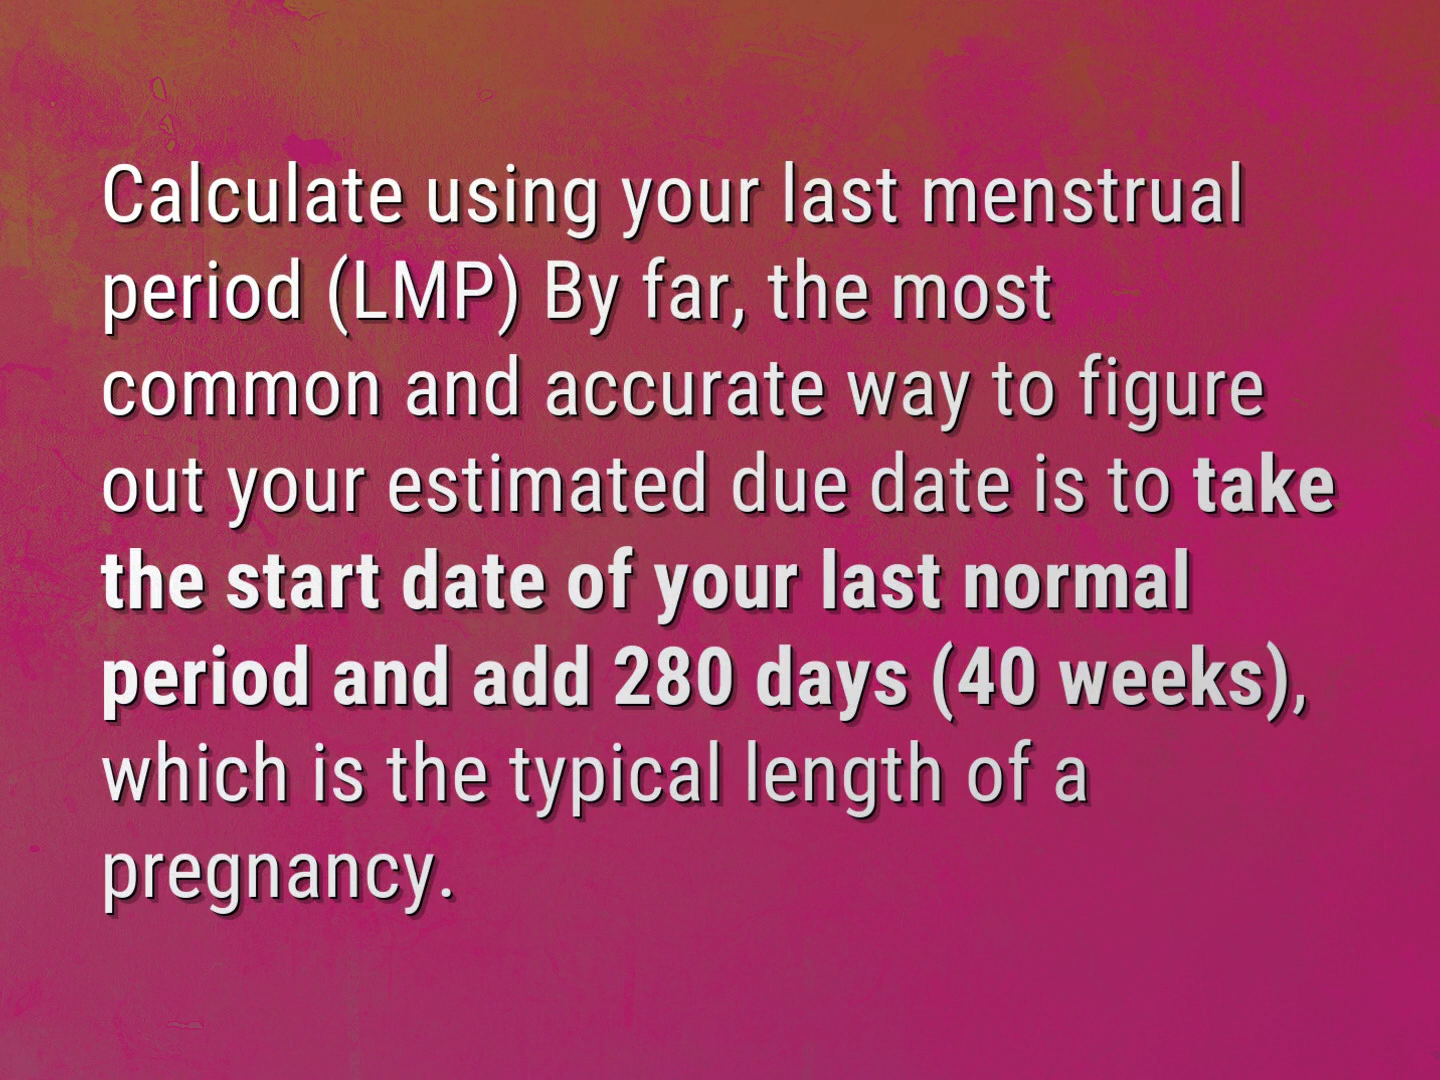 Calculate using your last menstrual
period (LMP) By far, the most
common and accurate way to figure
out your estimated due date is to take
the start date of your last normal
period and add 280 days (40 weeks),
which is the typical length of a
pregnancy.